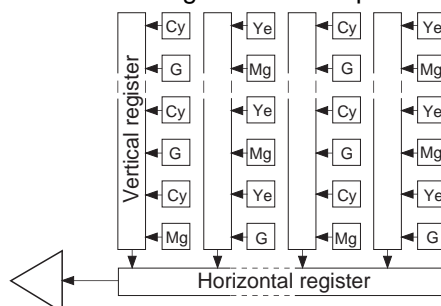 Vertical register
Cy Ye Cy Ye
G Mg G Mg
Cy Ye Cy Ye
G Mg G Mg
Cy Ye Cy Ye
Mg G Mg G
Horizontal register